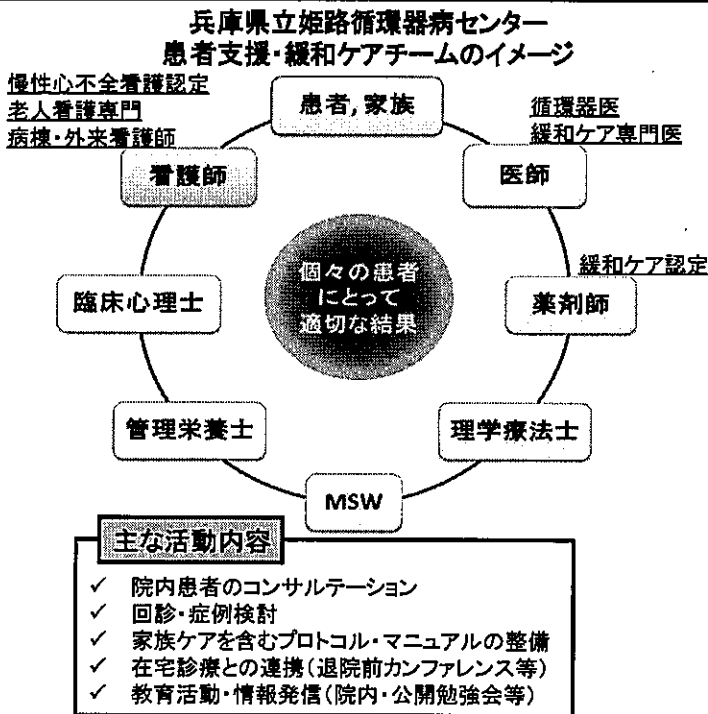 兵庫県立姫路循環器病センター
患者支援・緩和ケアチームのイメージ
慢性心不全看護認定
老人看護専門
病棟・外来看護師
患者,家族
循環器医
緩和ケア専門医
看護師
医師
個々の患者
にとって
適切な結果
緩和ケア認定
臨床心理士
薬剤師
管理栄養士
理学療法士
MSW
主な活動内容
✓ 院内患者のコンサルテーション
✓ 回診・症例検討
✓ 家族ケアを含むプロトコル・マニュアルの整備
✓ 在宅診療との連携(退院前カンファレンス等)
✓ 教育活動・情報発信(院内・公開勉強会等)